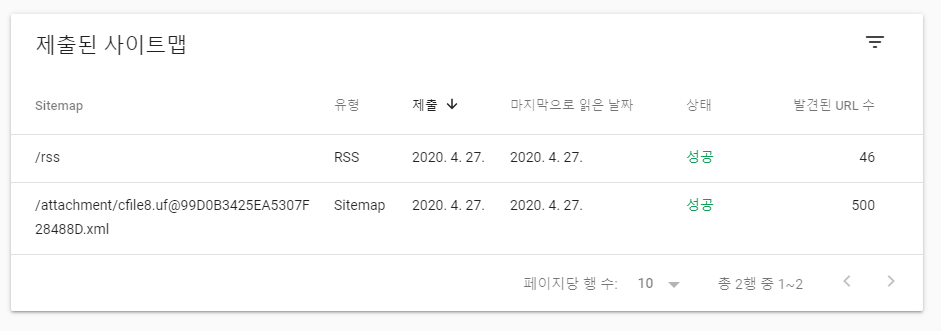 제출된 사이트맵
Sitemap 유형 제출 ↓ 마지막으로 읽은 날짜 상태 발견된 URL 수
/rss RSS 2020. 4. 27. 2020. 4. 27. 성공 46
/attachment/cfile8.uf@99D0B3425EA5307F Sitemap 2020. 4. 27. 2020. 4. 27. 성공 500
28488D.xml
페이지당 행 수: 10 총 2행 중 1~2